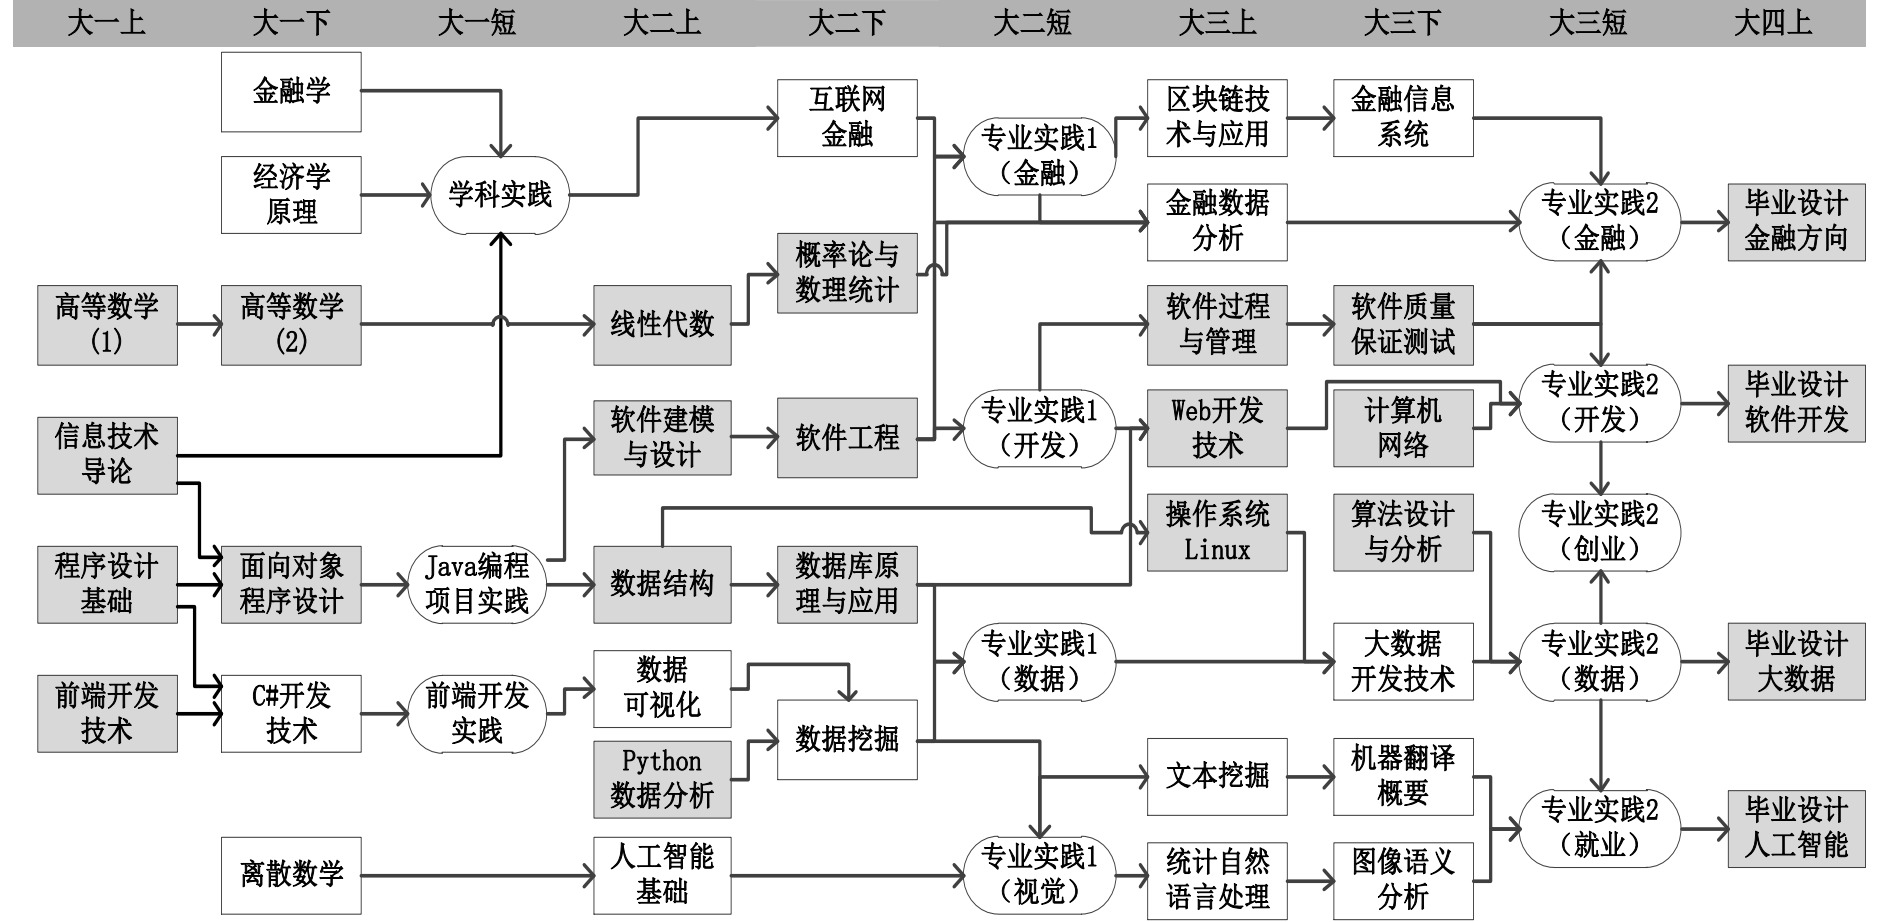 大一上
大一下
大一短
大二上
大二下
大二短
大三上
大三下
大三短
大四上
高等数学
(1)
信息技术
导论
程序设计
基础
前端开发
技术
金融学
经济学
原理
高等数学
(2)
面向对象
程序设计
C#开发
技术
离散数学
学科实践
Java编程
项目实践
前端开发
实践
线性代数
软件建模
与设计
数据结构
数据
可视化
Python
数据分析
人工智能
基础
互联网
金融
概率论与
数理统计
软件工程
数据库原
理与应用
数据挖掘
专业实践1
（金融）
专业实践1
（开发）
专业实践1
（数据）
专业实践1
（视觉）
区块链技
术与应用
金融数据
分析
软件过程
与管理
Web开发
技术
操作系统
Linux
文本挖掘
统计自然
语言处理
金融信息
系统
软件质量
保证测试
计算机
网络
算法设计
与分析
大数据
开发技术
机器翻译
概要
图像语义
分析
专业实践2
（金融）
专业实践2
（开发）
专业实践2
（创业）
专业实践2
（数据）
专业实践2
（就业）
毕业设计
金融方向
毕业设计
软件开发
毕业设计
大数据
毕业设计
人工智能